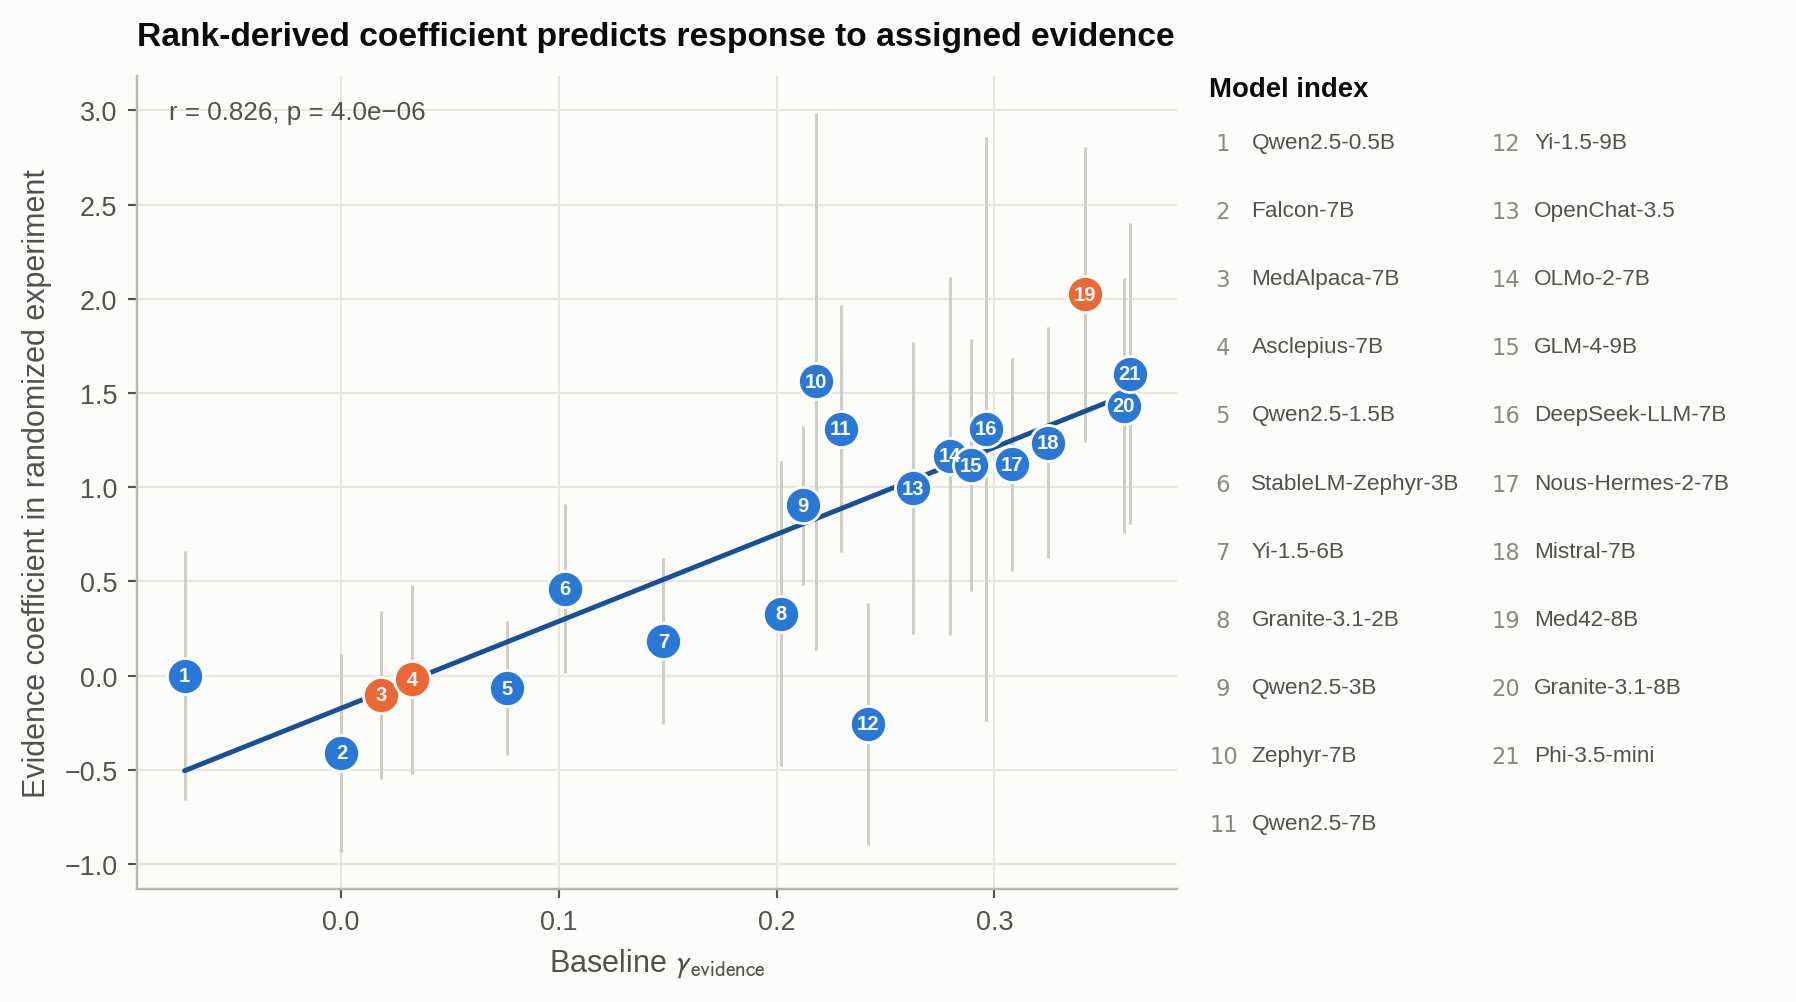 Rank-derived coefficient predicts response to assigned evidence
r = 0.826, p = 4.0e−06
Evidence coefficient in randomized experiment
3.0
2.5
2.0
1.5
1.0
0.5
0.0
−0.5
−1.0
1
2
3
4
5
6
7
8
9
10
11
12
13
14
15
16
17
18
19
20
21
0.0 0.1 0.2 0.3
Baseline γevidence
Model index
1 Qwen2.5-0.5B
2 Falcon-7B
3 MedAlpaca-7B
4 Asclepius-7B
5 Qwen2.5-1.5B
6 StableLM-Zephyr-3B
7 Yi-1.5-6B
8 Granite-3.1-2B
9 Qwen2.5-3B
10 Zephyr-7B
11 Qwen2.5-7B
12 Yi-1.5-9B
13 OpenChat-3.5
14 OLMo-2-7B
15 GLM-4-9B
16 DeepSeek-LLM-7B
17 Nous-Hermes-2-7B
18 Mistral-7B
19 Med42-8B
20 Granite-3.1-8B
21 Phi-3.5-mini